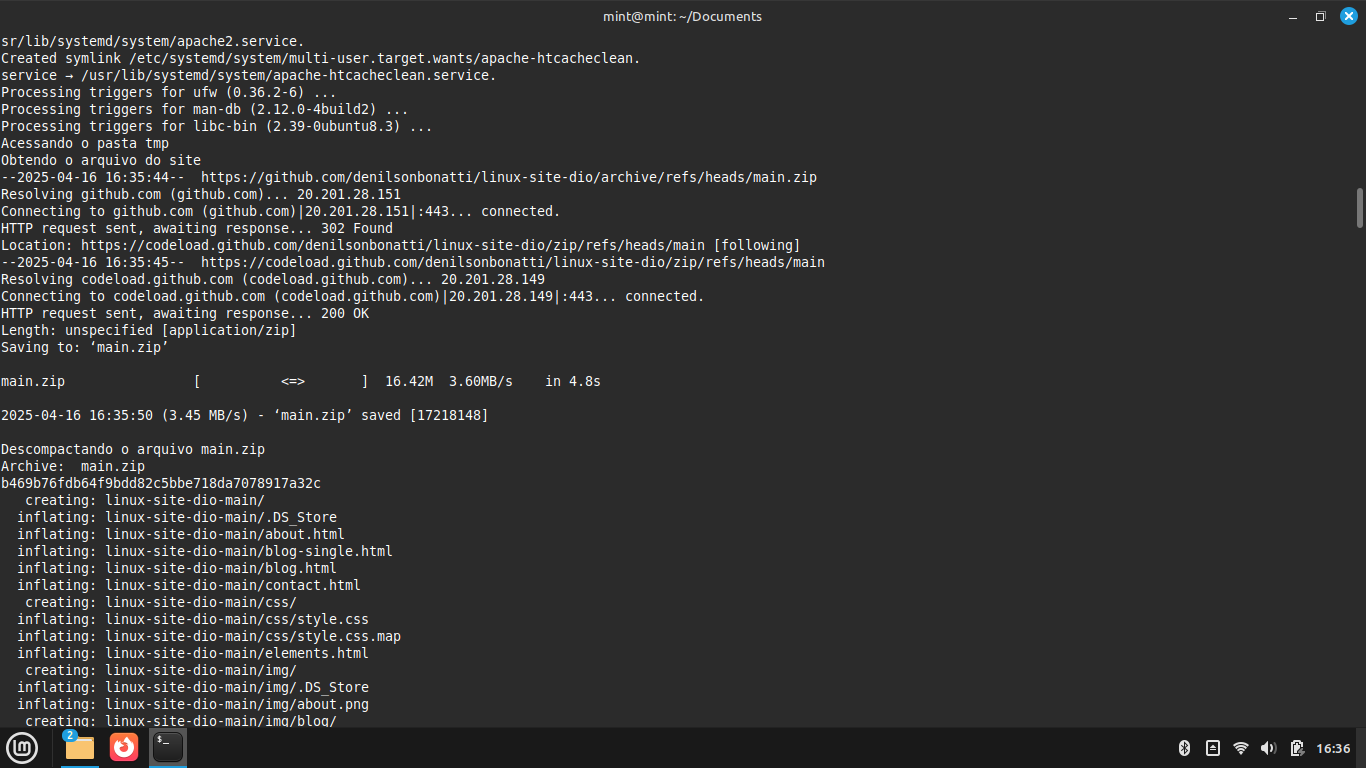 mint@mint: ~/Documents
sr/lib/systemd/system/apache2.service.
Created symlink /etc/systemd/system/multi-user.target.wants/apache-htcacheclean.
service → /usr/lib/systemd/system/apache-htcacheclean.service.
Processing triggers for ufw (0.36.2-6) ...
Processing triggers for man-db (2.12.0-4build2) ...
Processing triggers for libc-bin (2.39-0ubuntu8.3) ...
Acessando o pasta tmp
Obtendo o arquivo do site
--2025-04-16 16:35:44--  https://github.com/denilsonbonatti/linux-site-dio/archive/refs/heads/main.zip
Resolving github.com (github.com)... 20.201.28.151
Connecting to github.com (github.com)|20.201.28.151|:443... connected.
HTTP request sent, awaiting response... 302 Found
Location: https://codeload.github.com/denilsonbonatti/linux-site-dio/zip/refs/heads/main [following]
--2025-04-16 16:35:45--  https://codeload.github.com/denilsonbonatti/linux-site-dio/zip/refs/heads/main
Resolving codeload.github.com (codeload.github.com)... 20.201.28.149
Connecting to codeload.github.com (codeload.github.com)|20.201.28.149|:443... connected.
HTTP request sent, awaiting response... 200 OK
Length: unspecified [application/zip]
Saving to: ‘main.zip’
main.zip                [          <=>       ]  16.42M  3.60MB/s    in 4.8s
2025-04-16 16:35:50 (3.45 MB/s) - ‘main.zip’ saved [17218148]
Descompactando o arquivo main.zip
Archive:  main.zip
b469b76fdb64f9bdd82c5bbe718da7078917a32c
   creating: linux-site-dio-main/
  inflating: linux-site-dio-main/.DS_Store
  inflating: linux-site-dio-main/about.html
  inflating: linux-site-dio-main/blog-single.html
  inflating: linux-site-dio-main/blog.html
  inflating: linux-site-dio-main/contact.html
   creating: linux-site-dio-main/css/
  inflating: linux-site-dio-main/css/style.css
  inflating: linux-site-dio-main/css/style.css.map
  inflating: linux-site-dio-main/elements.html
   creating: linux-site-dio-main/img/
  inflating: linux-site-dio-main/img/.DS_Store
  inflating: linux-site-dio-main/img/about.png
   creating: linux-site-dio-main/img/blog/
2
$_
16:36